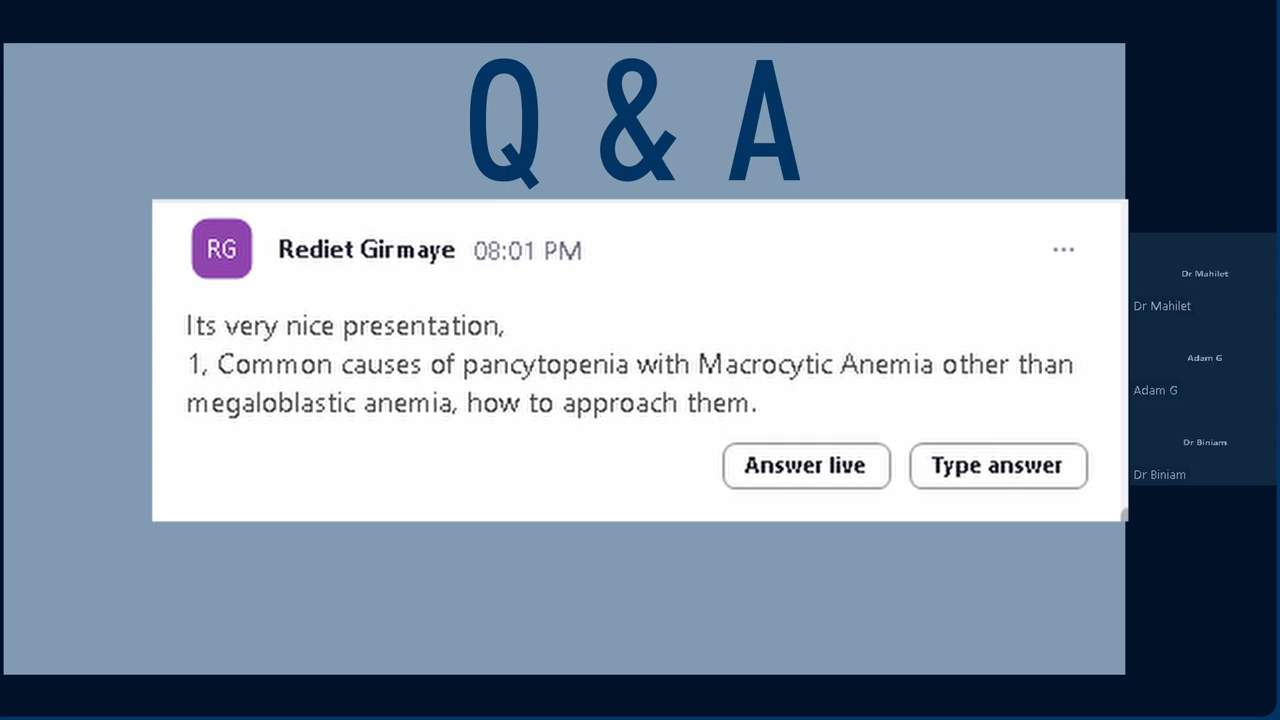 Q & A
RG
Rediet Girmaye 08:01 PM
Its very nice presentation,
1, Common causes of pancytopenia with Macrocytic Anemia other than
megaloblastic anemia, how to approach them.
Answer live
Type answer
Dr Mahilet
Dr Mahilet
Adam G
Adam G
Dr Biniam
Dr Biniam